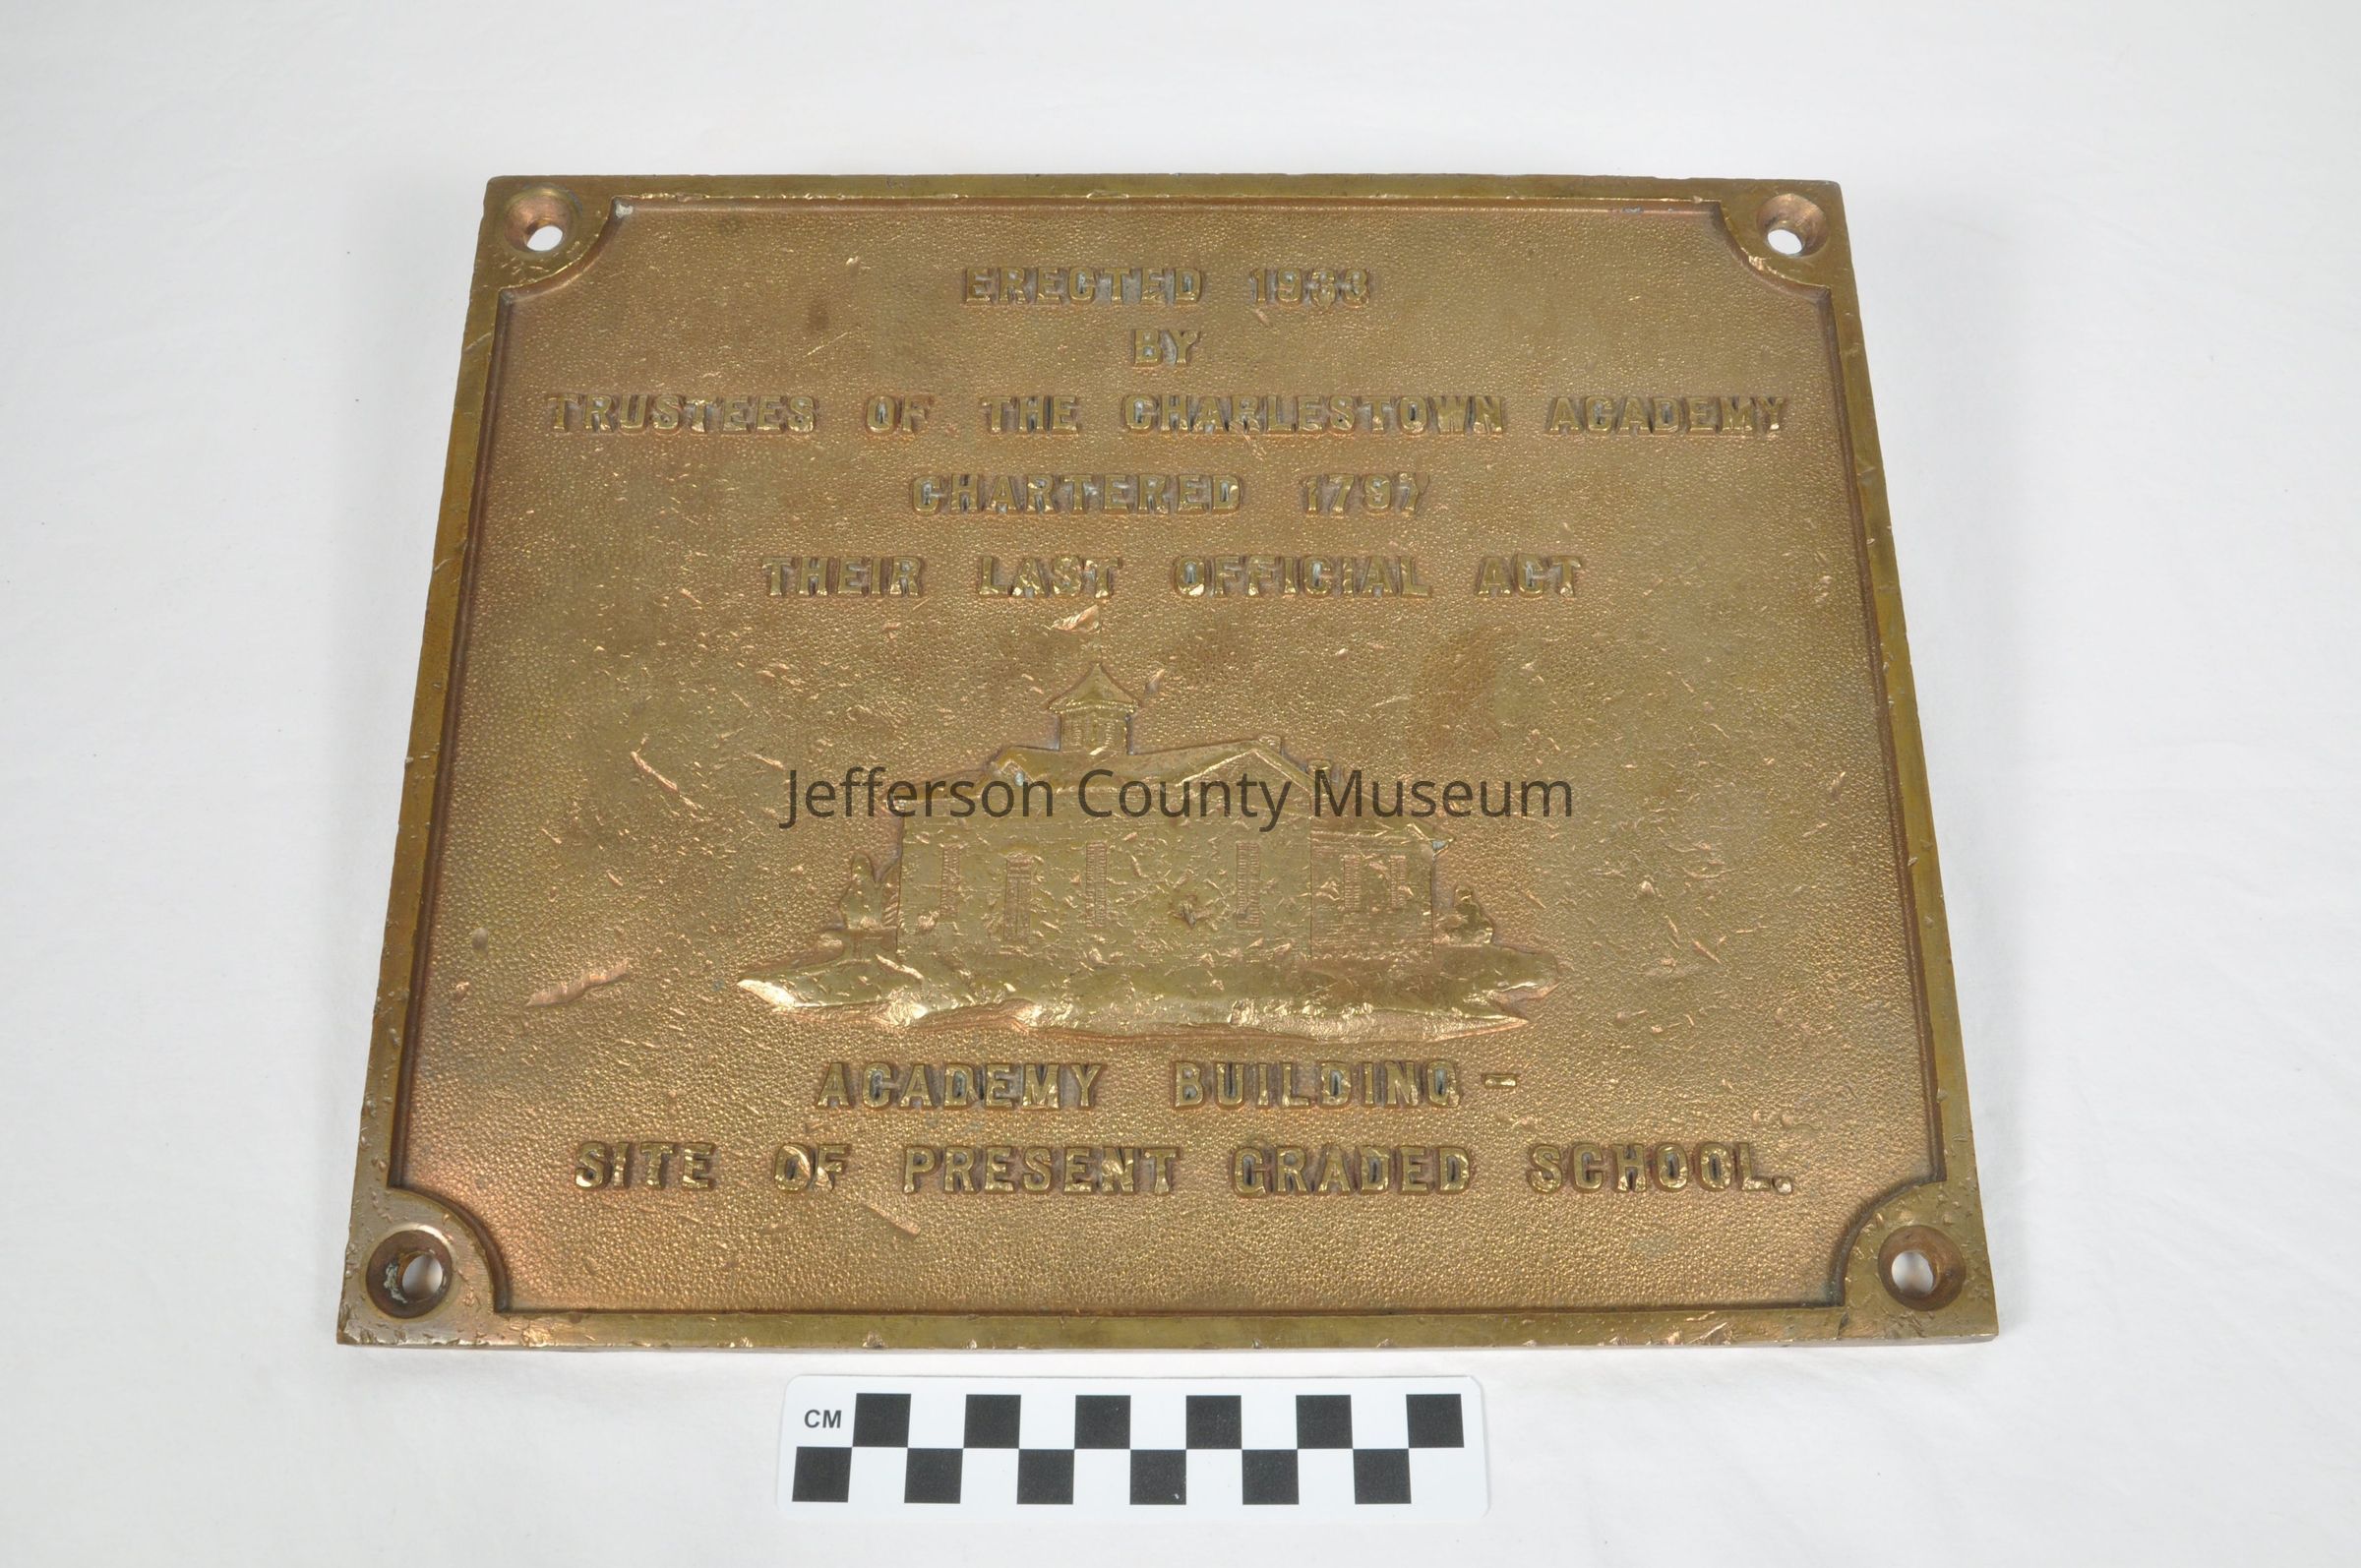 ERECTED 1933
BY
TRUSTEES OF THE CHARLESTOWN ACADEMY
CHARTERED 1797
THEIR LAST OFFICIAL ACT
Jefferson County Museum
ACADEMY BUILDING -
SITE OF PRESENT GRADED SCHOOL.
CM